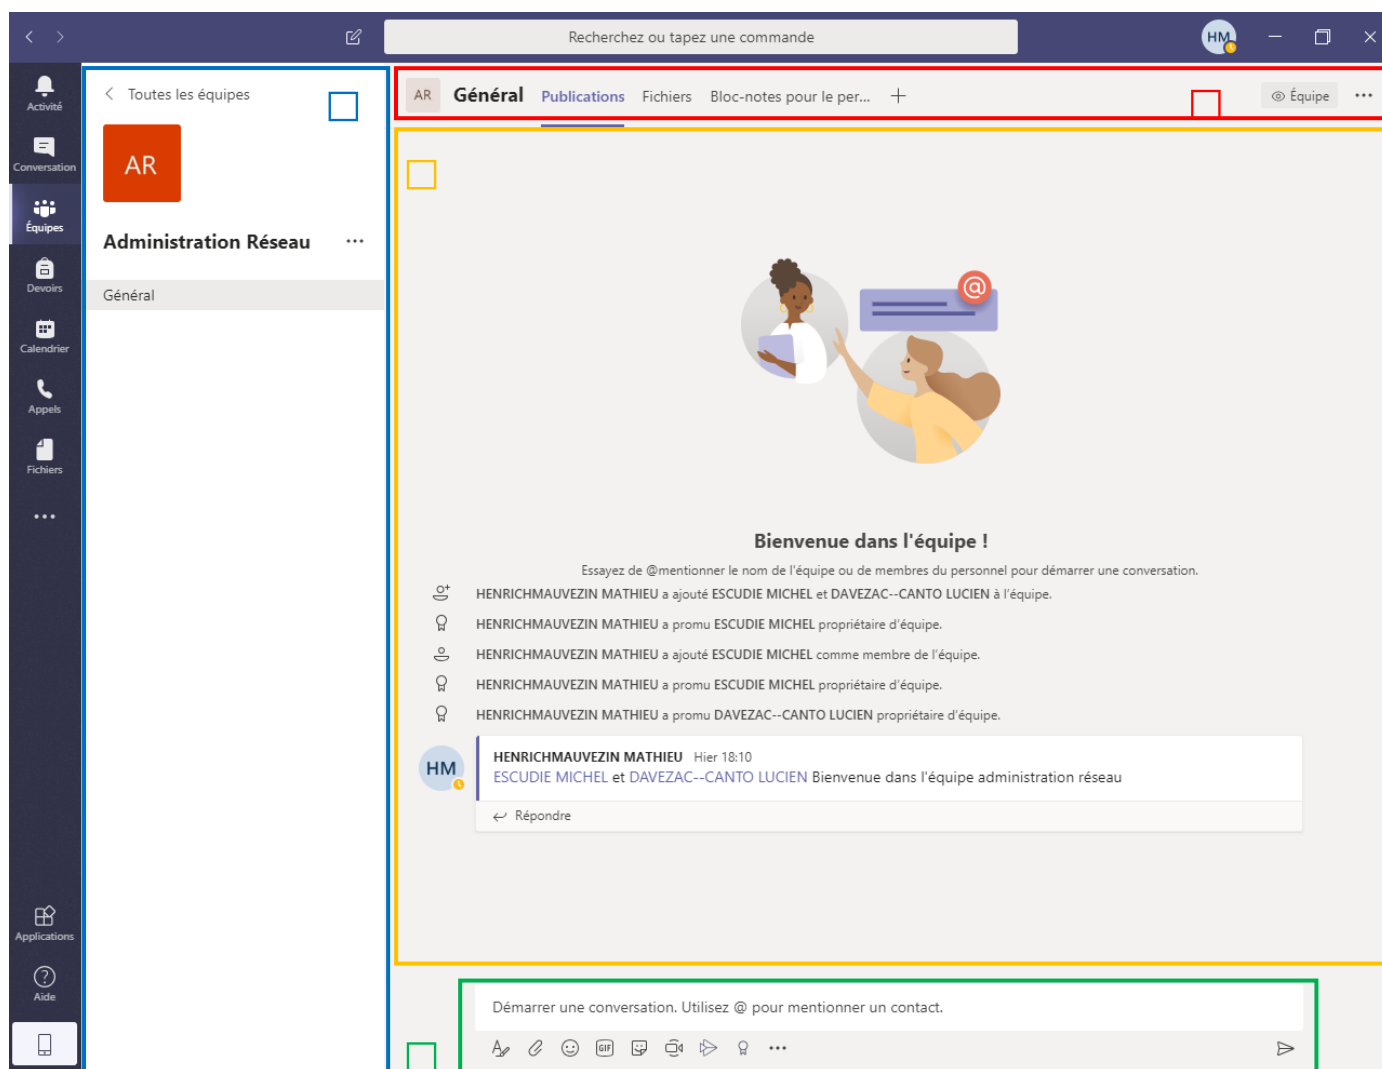 Recherchez ou tapez une commande
HM
Activité
Conversation
Équipes
Devoirs
Calendrier
Appels
Fichiers
Applications
Aide
Toutes les équipes
AR
Administration Réseau
Général
AR Général Publications Fichiers Bloc-notes pour le per... Équipe
@
Bienvenue dans l'équipe !
Essayez de @mentionner le nom de l'équipe ou de membres du personnel pour démarrer une conversation.
HENRICHMAUVEZIN MATHIEU a ajouté ESCUDIE MICHEL et DAVEZAC--CANTO LUCIEN à l'équipe.
HENRICHMAUVEZIN MATHIEU a promu ESCUDIE MICHEL propriétaire d'équipe.
HENRICHMAUVEZIN MATHIEU a ajouté ESCUDIE MICHEL comme membre de l'équipe.
HENRICHMAUVEZIN MATHIEU a promu ESCUDIE MICHEL propriétaire d'équipe.
HENRICHMAUVEZIN MATHIEU a promu DAVEZAC--CANTO LUCIEN propriétaire d'équipe.
HM
HENRICHMAUVEZIN MATHIEU Hier 18:10
ESCUDIE MICHEL et DAVEZAC--CANTO LUCIEN Bienvenue dans l'équipe administration réseau
Répondre
Démarrer une conversation. Utilisez @ pour mentionner un contact.
GIF